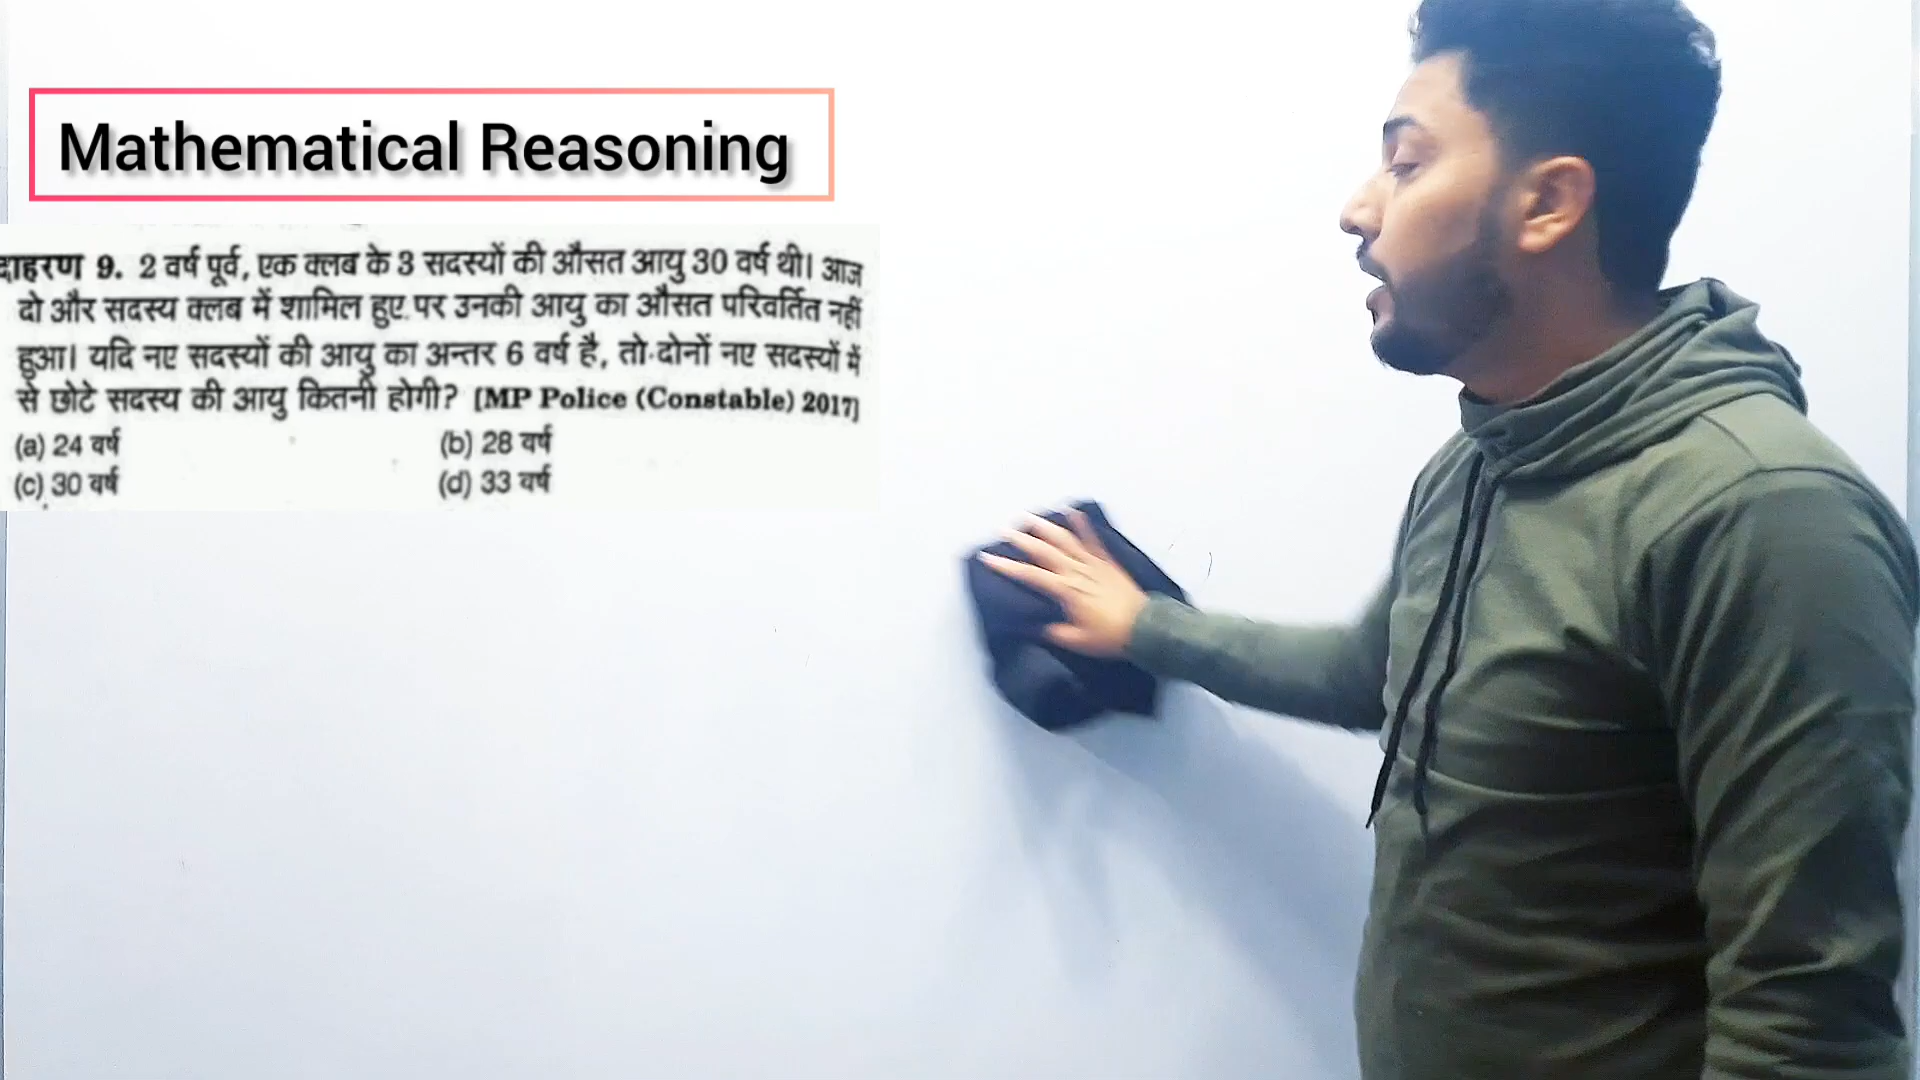 Mathematical Reasoning
दाहरण 9. 2 वर्ष पूर्व, एक क्लब के 3 सदस्यों की औसत आयु 30 वर्ष थी। आज
दो और सदस्य क्लब में शामिल हुए पर उनकी आयु का औसत परिवर्तित नहीं
हुआ। यदि नए सदस्यों की आयु का अन्तर 6 वर्ष है, तो दोनों नए सदस्यों में
से छोटे सदस्य की आयु कितनी होगी? [MP Police (Constable) 2017]
(a) 24 वर्ष (b) 28 वर्ष
(c) 30 वर्ष (d) 33 वर्ष